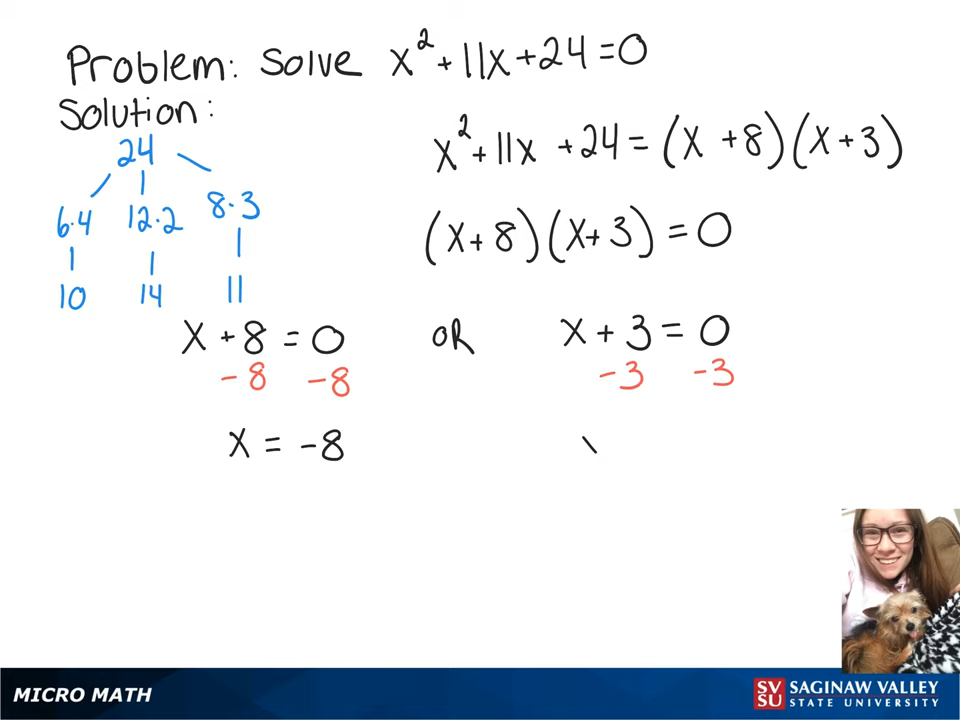 Problem: Solve x² + 11x + 24 = 0
Solution:
x² + 11x + 24 = (x + 8)(x + 3)
24
6·4 12·2 8·3
10 14 11
(x + 8)(x + 3) = 0
x + 8 = 0 OR x + 3 = 0
-8 -8 -3 -3
x = -8
MICRO MATH
SV
SU
SAGINAW VALLEY
STATE UNIVERSITY